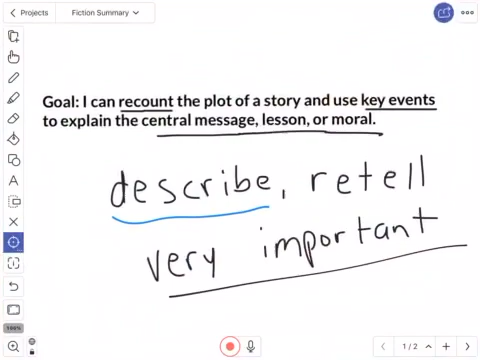 Projects
Fiction Summary
Goal: I can recount the plot of a story and use key events
to explain the central message, lesson, or moral.
describe, retell
very important
A
106%
1 / 2